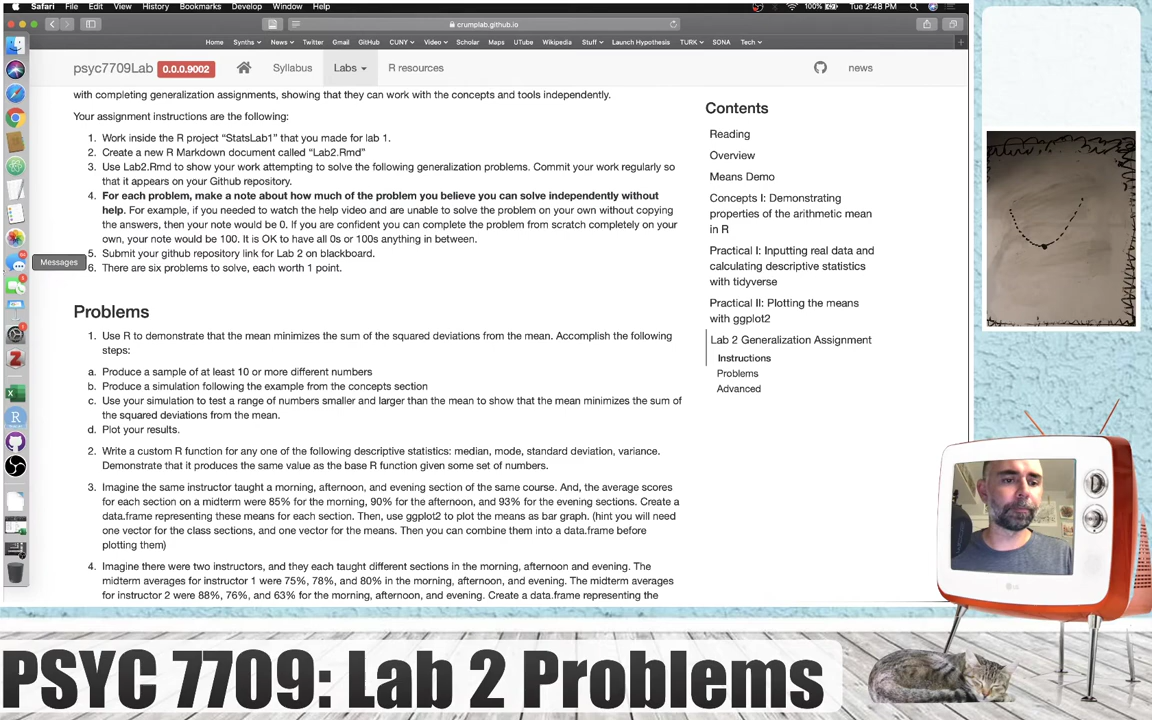 Safari File Edit View History Bookmarks Develop Window Help
100% Tue 2:48 PM
crumplab.github.io
Home Synths News Twitter Gmail GitHub CUNY Video Scholar Maps UTube Wikipedia Stuff Launch Hypothesis TURK SONA Tech
psyc7709Lab 0.0.0.9002 Syllabus Labs R resources news
with completing generalization assignments, showing that they can work with the concepts and tools independently.
Your assignment instructions are the following:
1. Work inside the R project “StatsLab1” that you made for lab 1.
2. Create a new R Markdown document called “Lab2.Rmd”
3. Use Lab2.Rmd to show your work attempting to solve the following generalization problems. Commit your work regularly so
that it appears on your Github repository.
4. For each problem, make a note about how much of the problem you believe you can solve independently without
help. For example, if you needed to watch the help video and are unable to solve the problem on your own without copying
the answers, then your note would be 0. If you are confident you can complete the problem from scratch completely on your
own, your note would be 100. It is OK to have all 0s or 100s anything in between.
5. Submit your github repository link for Lab 2 on blackboard.
6. There are six problems to solve, each worth 1 point.
Messages
Problems
1. Use R to demonstrate that the mean minimizes the sum of the squared deviations from the mean. Accomplish the following
steps:
a. Produce a sample of at least 10 or more different numbers
b. Produce a simulation following the example from the concepts section
c. Use your simulation to test a range of numbers smaller and larger than the mean to show that the mean minimizes the sum of
the squared deviations from the mean.
d. Plot your results.
2. Write a custom R function for any one of the following descriptive statistics: median, mode, standard deviation, variance.
Demonstrate that it produces the same value as the base R function given some set of numbers.
3. Imagine the same instructor taught a morning, afternoon, and evening section of the same course. And, the average scores
for each section on a midterm were 85% for the morning, 90% for the afternoon, and 93% for the evening sections. Create a
data.frame representing these means for each section. Then, use ggplot2 to plot the means as bar graph. (hint you will need
one vector for the class sections, and one vector for the means. Then you can combine them into a data.frame before
plotting them)
4. Imagine there were two instructors, and they each taught different sections in the morning, afternoon and evening. The
midterm averages for instructor 1 were 75%, 78%, and 80% in the morning, afternoon, and evening. The midterm averages
for instructor 2 were 88%, 76%, and 63% for the morning, afternoon, and evening. Create a data.frame representing the
Contents
Reading
Overview
Means Demo
Concepts I: Demonstrating
properties of the arithmetic mean
in R
Practical I: Inputting real data and
calculating descriptive statistics
with tidyverse
Practical II: Plotting the means
with ggplot2
Lab 2 Generalization Assignment
Instructions
Problems
Advanced
LG
PSYC 7709: Lab 2 Problems